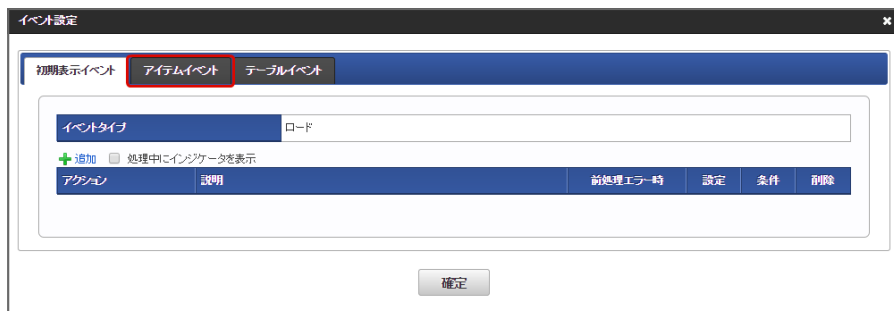 イベント設定
初期表示イベント アイテムイベント テーブルイベント
イベントタイプ ロード
追加 処理中にインジケータを表示
アクション 説明 前処理エラー時 設定 条件 削除
確定